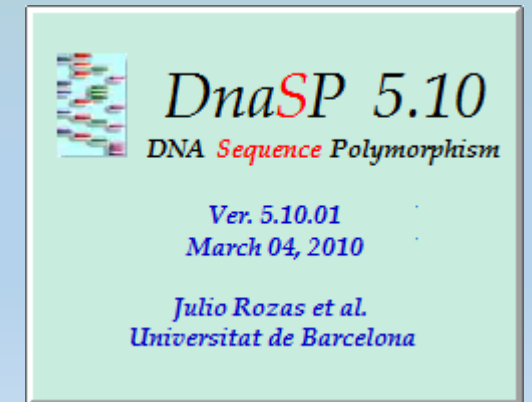 DnaSP 5.10
DNA Sequence Polymorphism
Ver. 5.10.01
March 04, 2010
Julio Rozas et al.
Universitat de Barcelona